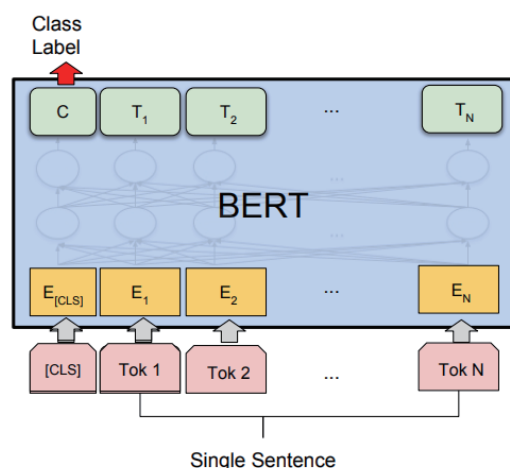 Class
Label
C T1 T2 ... TN
...
BERT
...
E[CLS] E1 E2 ... EN
[CLS] Tok 1 Tok 2 ... Tok N
Single Sentence